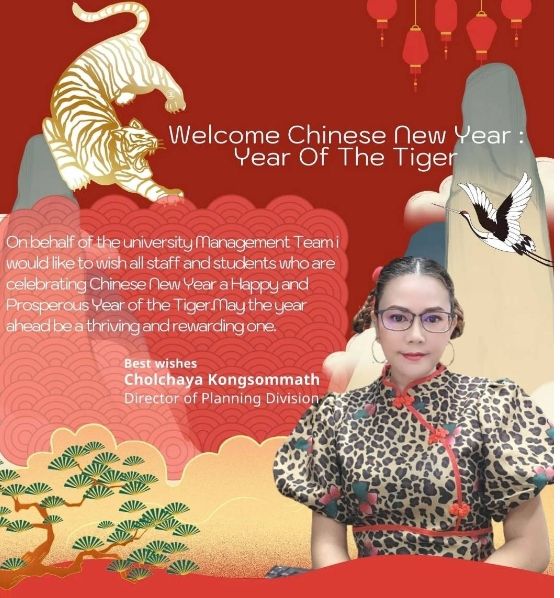 Welcome Chinese New Year :
Year Of The Tiger
On behalf of the university Management Team i
would like to wish all staff and students who are
celebrating Chinese New Year a Happy and
Prosperous Year of the Tiger.May the year
ahead be a thriving and rewarding one.
Best wishes
Cholchaya Kongsommath
Director of Planning Division